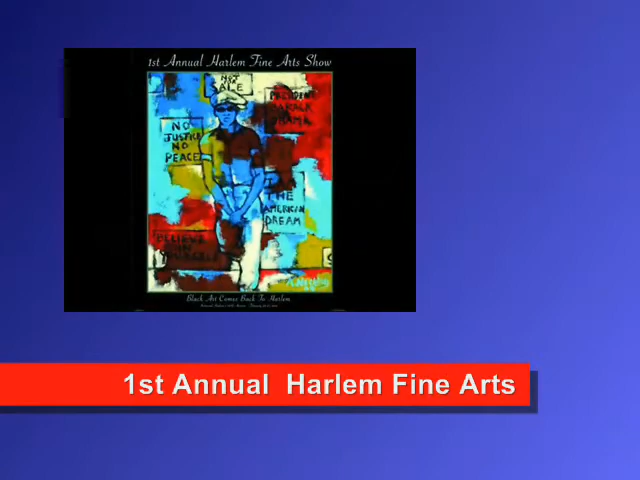 1st Annual Harlem Fine Arts Show
NOT
SALE
PRESIDENT
BARACK
OBAMA
NO
JUSTICE
NO
PEACE
THE
AMERICAN
DREAM
BELIEVE
IN
YOURSELF
Black Art Comes Back To Harlem
1st Annual Harlem Fine Arts